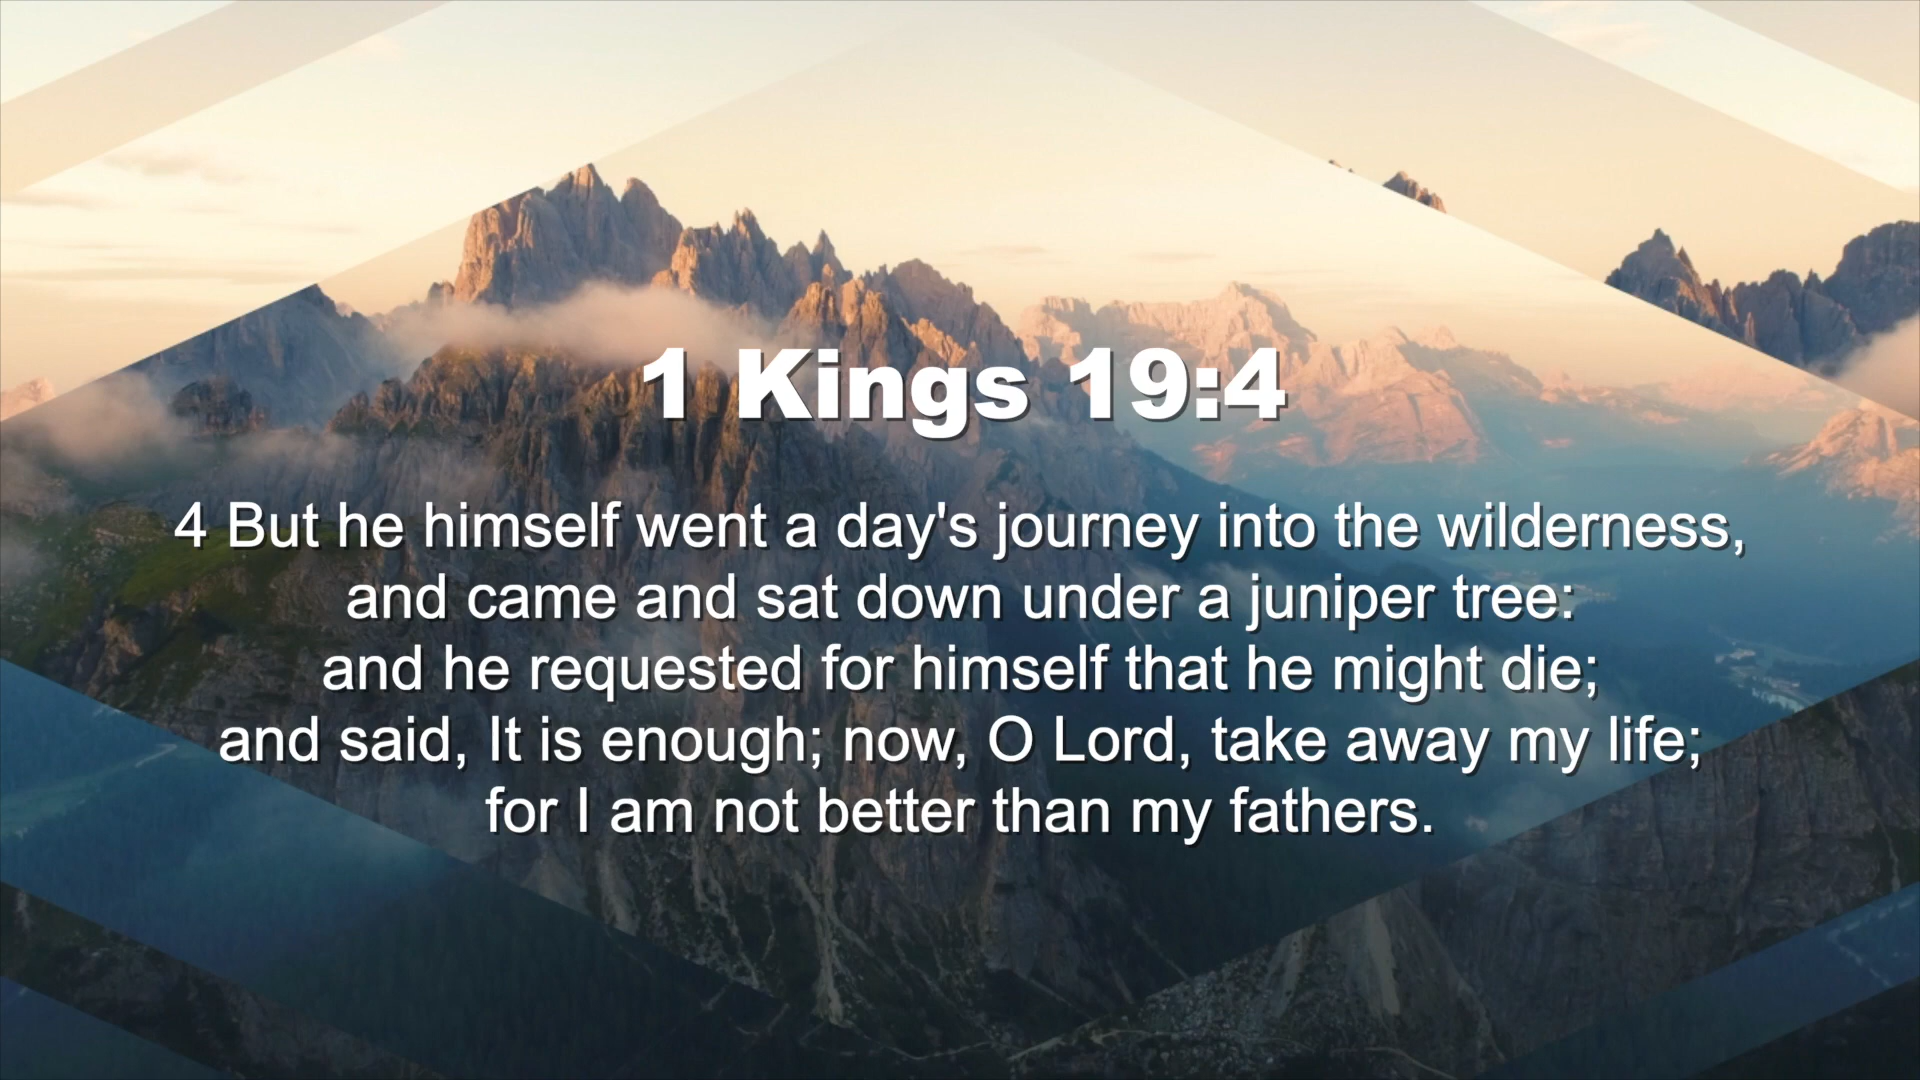 1 Kings 19:4
4 But he himself went a day's journey into the wilderness,
and came and sat down under a juniper tree:
and he requested for himself that he might die;
and said, It is enough; now, O Lord, take away my life;
for I am not better than my fathers.